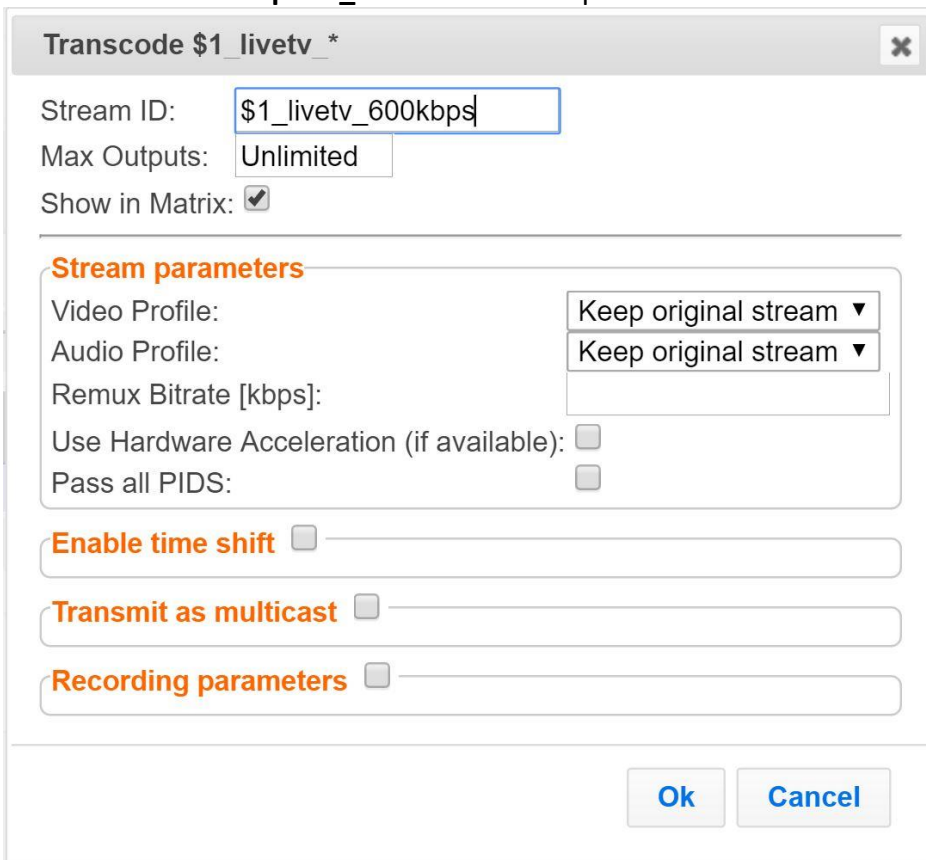 Transcode $1_livetv_*
Stream ID: $1_livetv_600kbps
Max Outputs: Unlimited
Show in Matrix:
Stream parameters
Video Profile: Keep original stream
Audio Profile: Keep original stream
Remux Bitrate [kbps]:
Use Hardware Acceleration (if available):
Pass all PIDS:
Enable time shift
Transmit as multicast
Recording parameters
Ok Cancel